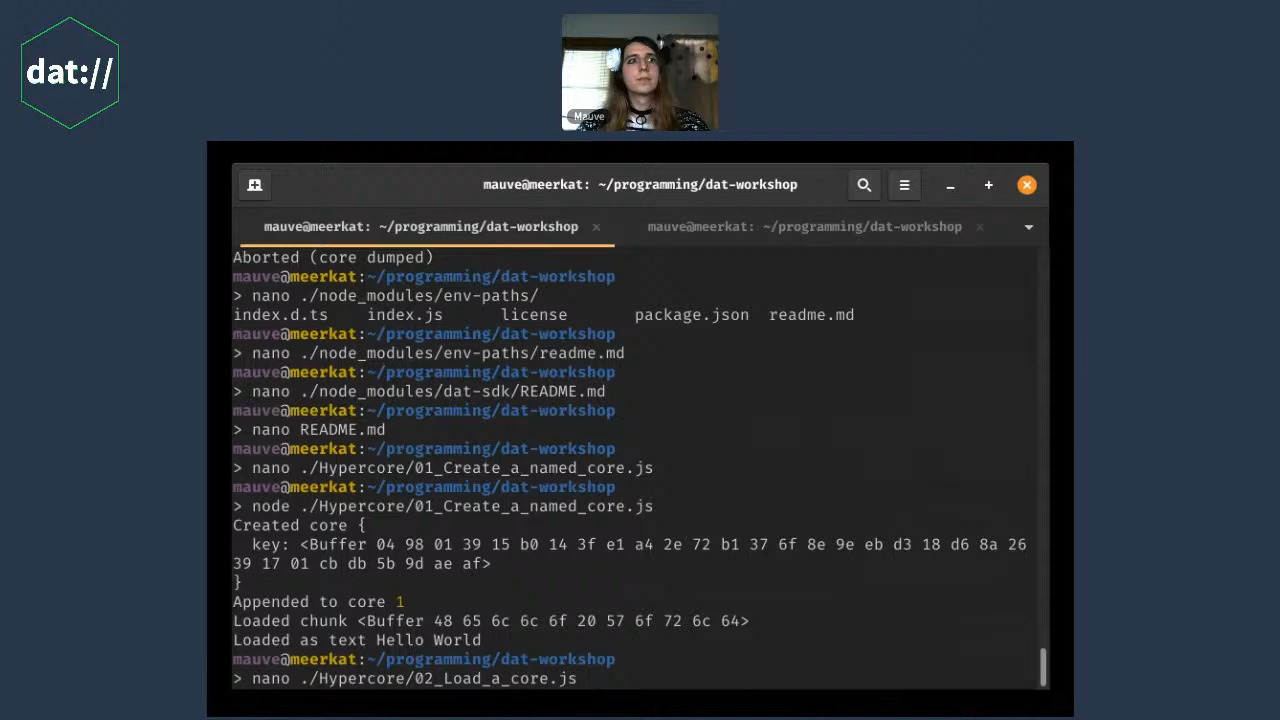 dat://
Mauve
mauve@meerkat: ~/programming/dat-workshop
mauve@meerkat: ~/programming/dat-workshop
mauve@meerkat: ~/programming/dat-workshop
Aborted (core dumped)
mauve@meerkat:~/programming/dat-workshop
> nano ./node_modules/env-paths/
index.d.ts index.js license package.json readme.md
mauve@meerkat:~/programming/dat-workshop
> nano ./node_modules/env-paths/readme.md
mauve@meerkat:~/programming/dat-workshop
> nano ./node_modules/dat-sdk/README.md
mauve@meerkat:~/programming/dat-workshop
> nano README.md
mauve@meerkat:~/programming/dat-workshop
> nano ./Hypercore/01_Create_a_named_core.js
mauve@meerkat:~/programming/dat-workshop
> node ./Hypercore/01_Create_a_named_core.js
Created core {
key: <Buffer 04 98 01 39 15 b0 14 3f e1 a4 2e 72 b1 37 6f 8e 9e eb d3 18 d6 8a 26
39 17 01 cb db 5b 9d ae af>
}
Appended to core 1
Loaded chunk <Buffer 48 65 6c 6c 6f 20 57 6f 72 6c 64>
Loaded as text Hello World
mauve@meerkat:~/programming/dat-workshop
> nano ./Hypercore/02_Load_a_core.js